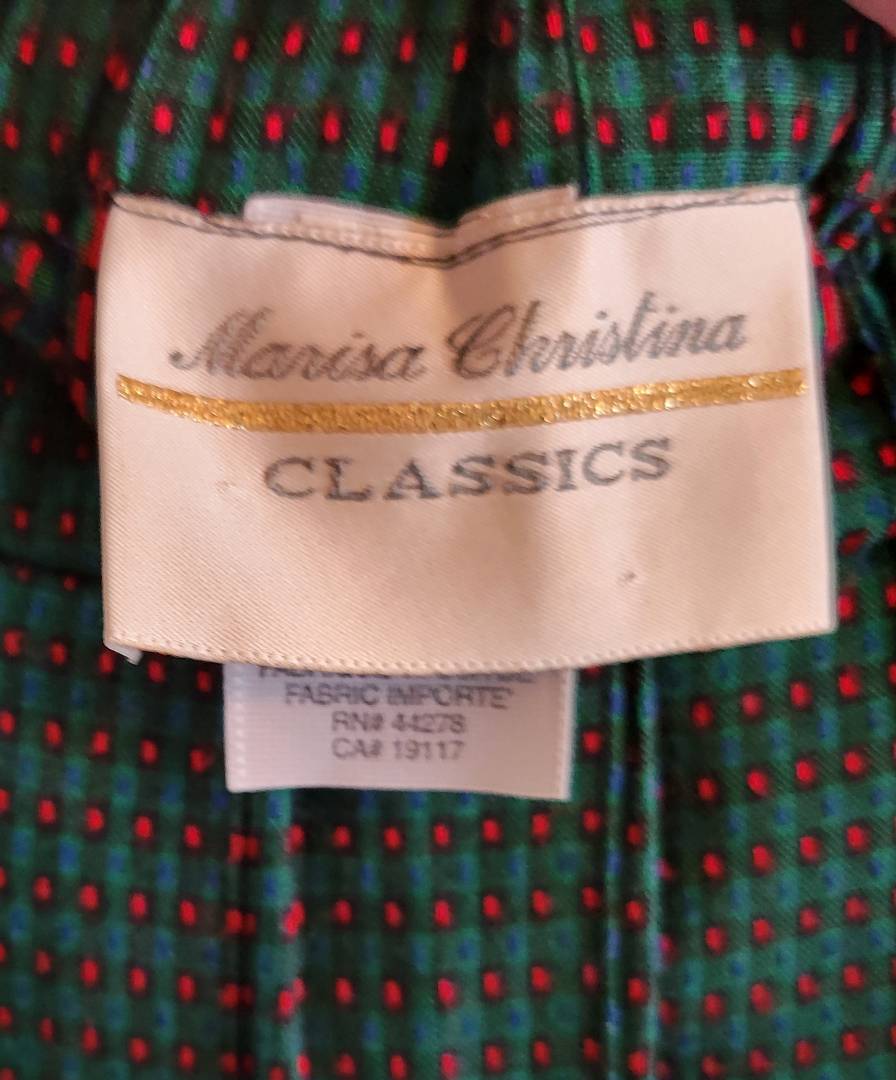 Marisa Christina
CLASSICS
FABRIC IMPORTE'
RN# 44278
CA# 19117